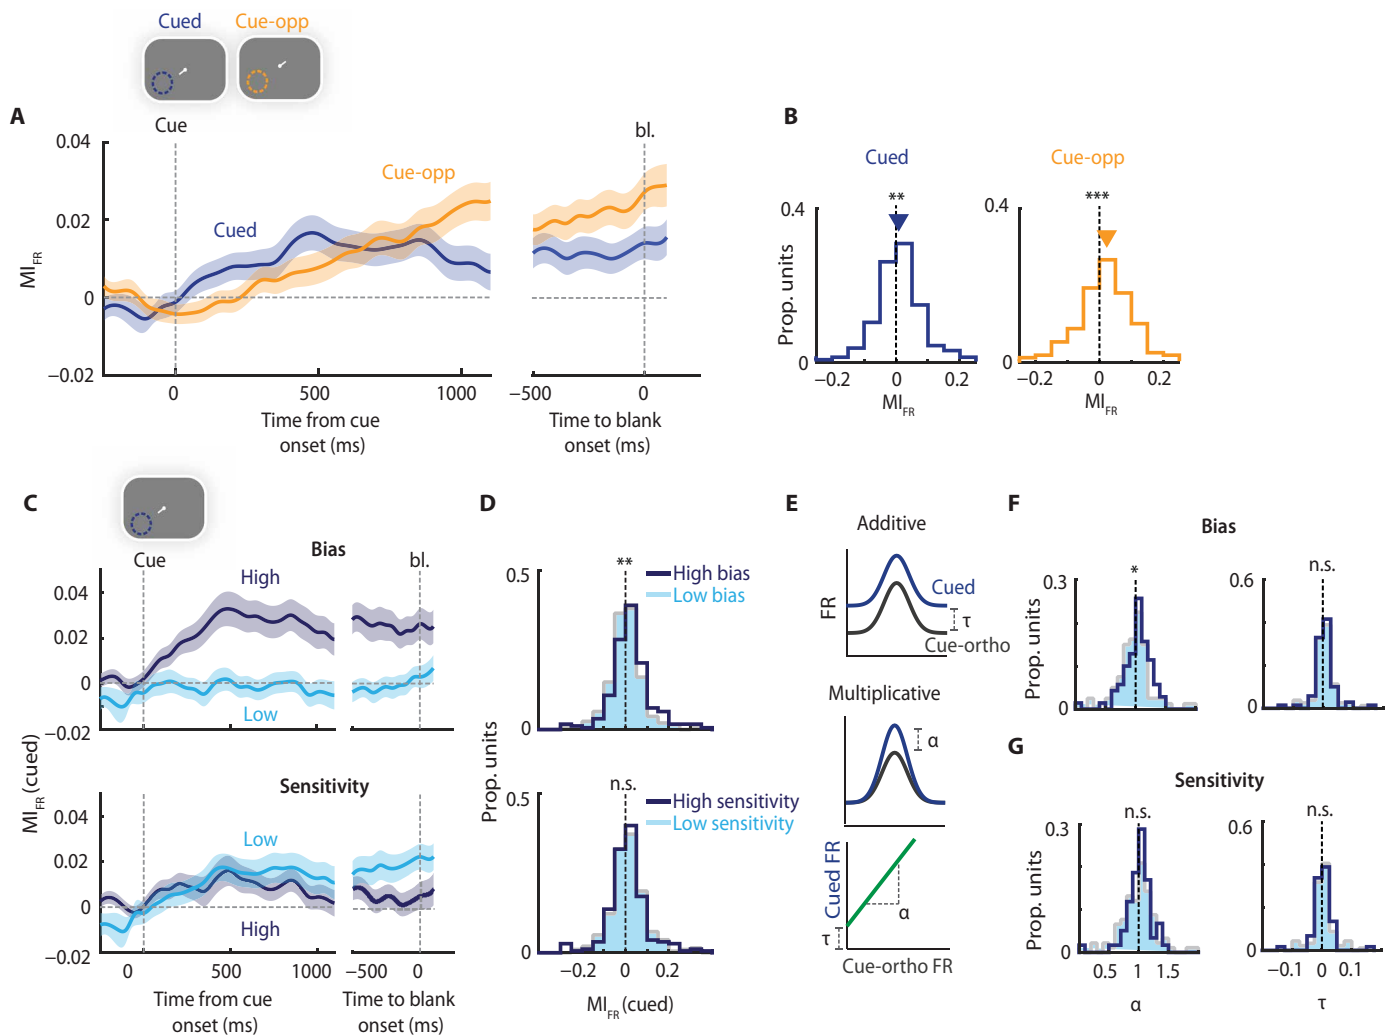 Cued Cue-opp
A
Cue
bl.
0.04
0.02
0
−0.02
MI_FR
Cue-opp
Cued
0 500 1000
−500 0
Time from cue
onset (ms)
Time to blank
onset (ms)
B
Cued
Cue-opp
** ***
0.4
0
0.4
0
Prop. units
−0.2 0 0.2
MI_FR
−0.2 0 0.2
MI_FR
C
Cue
Bias
bl.
High
Low
0.04
0.02
0
−0.02
MI_FR (cued)
Sensitivity
Low
High
0.04
0.02
0
−0.02
0 500 1000
−500 0
Time from cue
onset (ms)
Time to blank
onset (ms)
D
**
0.5
0
High bias
Low bias
Prop. units
n.s.
0.5
0
High sensitivity
Low sensitivity
−0.2 0 0.2
MI_FR (cued)
E
Additive
FR
Cued
τ
Cue-ortho
Multiplicative
α
Cued FR
α
τ
Cue-ortho FR
F
Bias
* n.s.
0.3
0
0.6
0
Prop. units
G
Sensitivity
n.s. n.s.
0.3
0
0.6
0
Prop. units
0.5 1 1.5
α
−0.1 0 0.1
τ